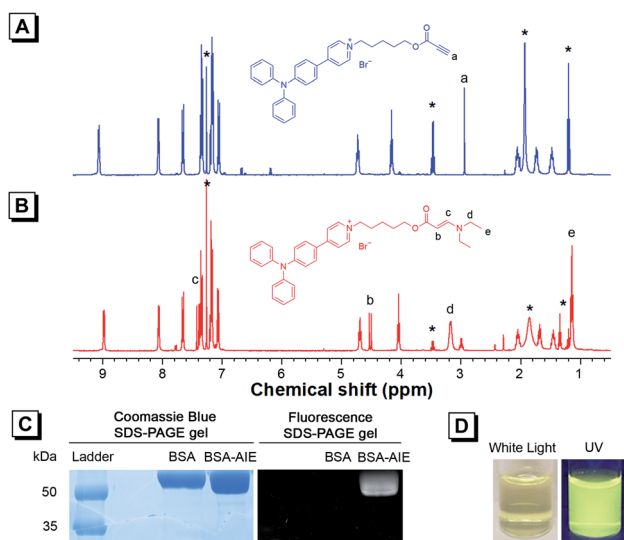 A
N+
Br−
N
O
O
a
*
*
a
*
*
B
N+
Br−
N
O
O
b
c
N
d
e
*
c
b
*
d
*
*
e
9
8
7
6
5
4
3
2
1
Chemical shift (ppm)
C
Coomassie Blue
SDS-PAGE gel
Fluorescence
SDS-PAGE gel
kDa
Ladder
BSA
BSA-AIE
BSA
BSA-AIE
50
35
D
White Light
UV